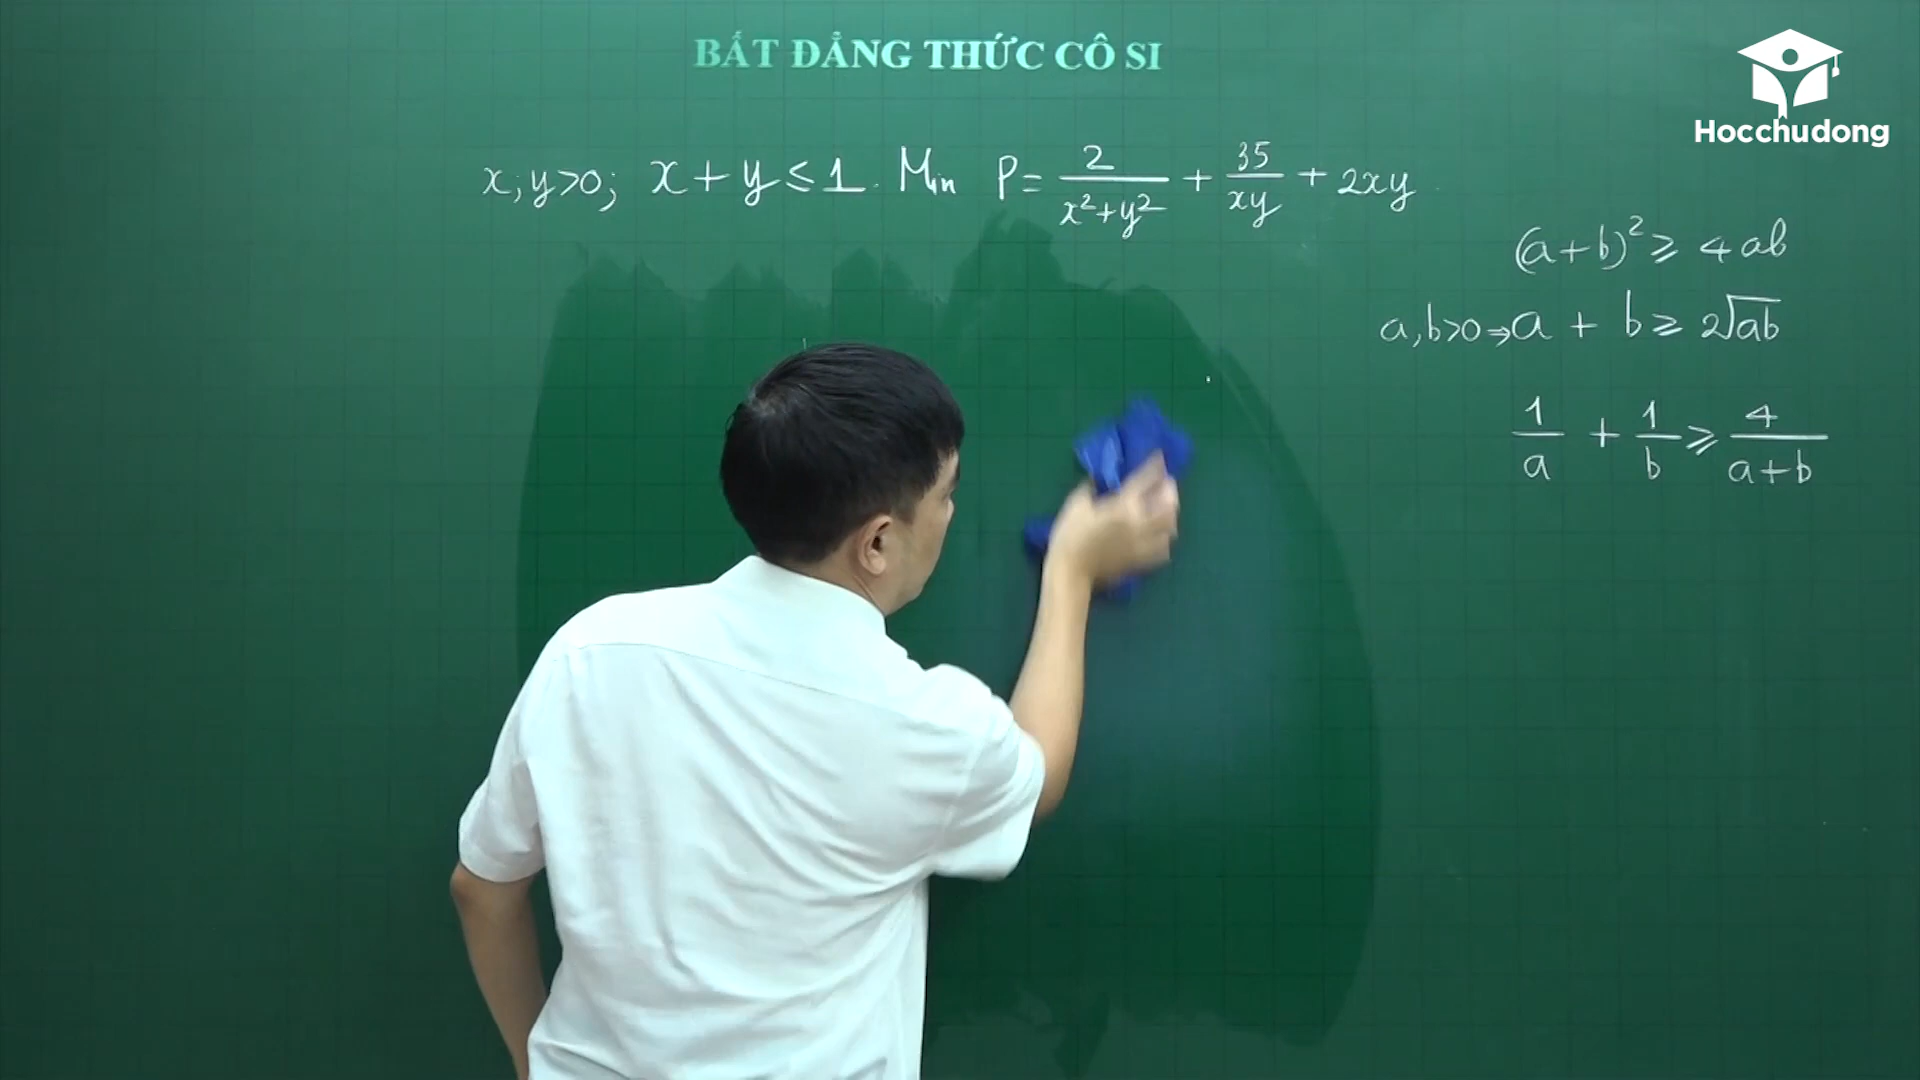 BẤT ĐẲNG THỨC CÔ SI
Hocchudong
x;y>0; x+y≤1. Min P= 2/(x²+y²) + 35/xy + 2xy
(a+b)² ≥ 4ab
a,b>0 ⇒ a + b ≥ 2√ab
1/a + 1/b ≥ 4/(a+b)